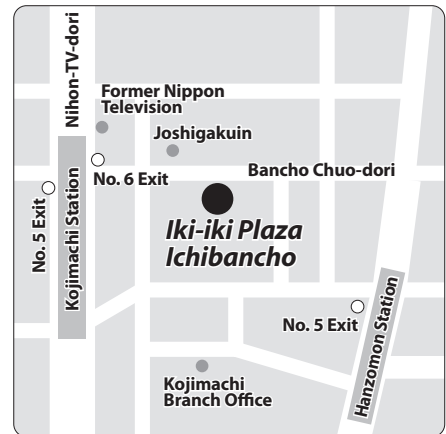 Nihon-TV-dori
Former Nippon
Television
Joshigakuin
Bancho Chuo-dori
No. 6 Exit
No. 5 Exit
Kojimachi Station
Iki-iki Plaza
Ichibancho
No. 5 Exit
Hanzomon Station
Kojimachi
Branch Office